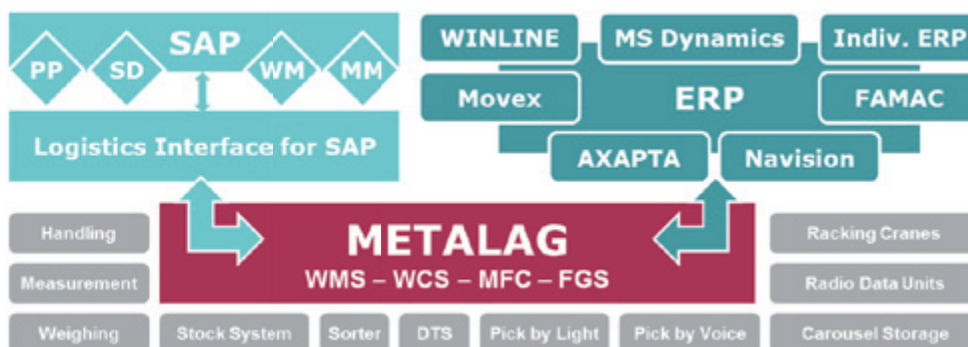 SAP
PP
SD
WM
MM
Logistics Interface for SAP
WINLINE
MS Dynamics
Indiv. ERP
Movex
ERP
FAMAC
AXAPTA
Navision
METALAG
WMS – WCS – MFC – FGS
Handling
Measurement
Weighing
Stock System
Sorter
DTS
Pick by Light
Pick by Voice
Racking Cranes
Radio Data Units
Carousel Storage